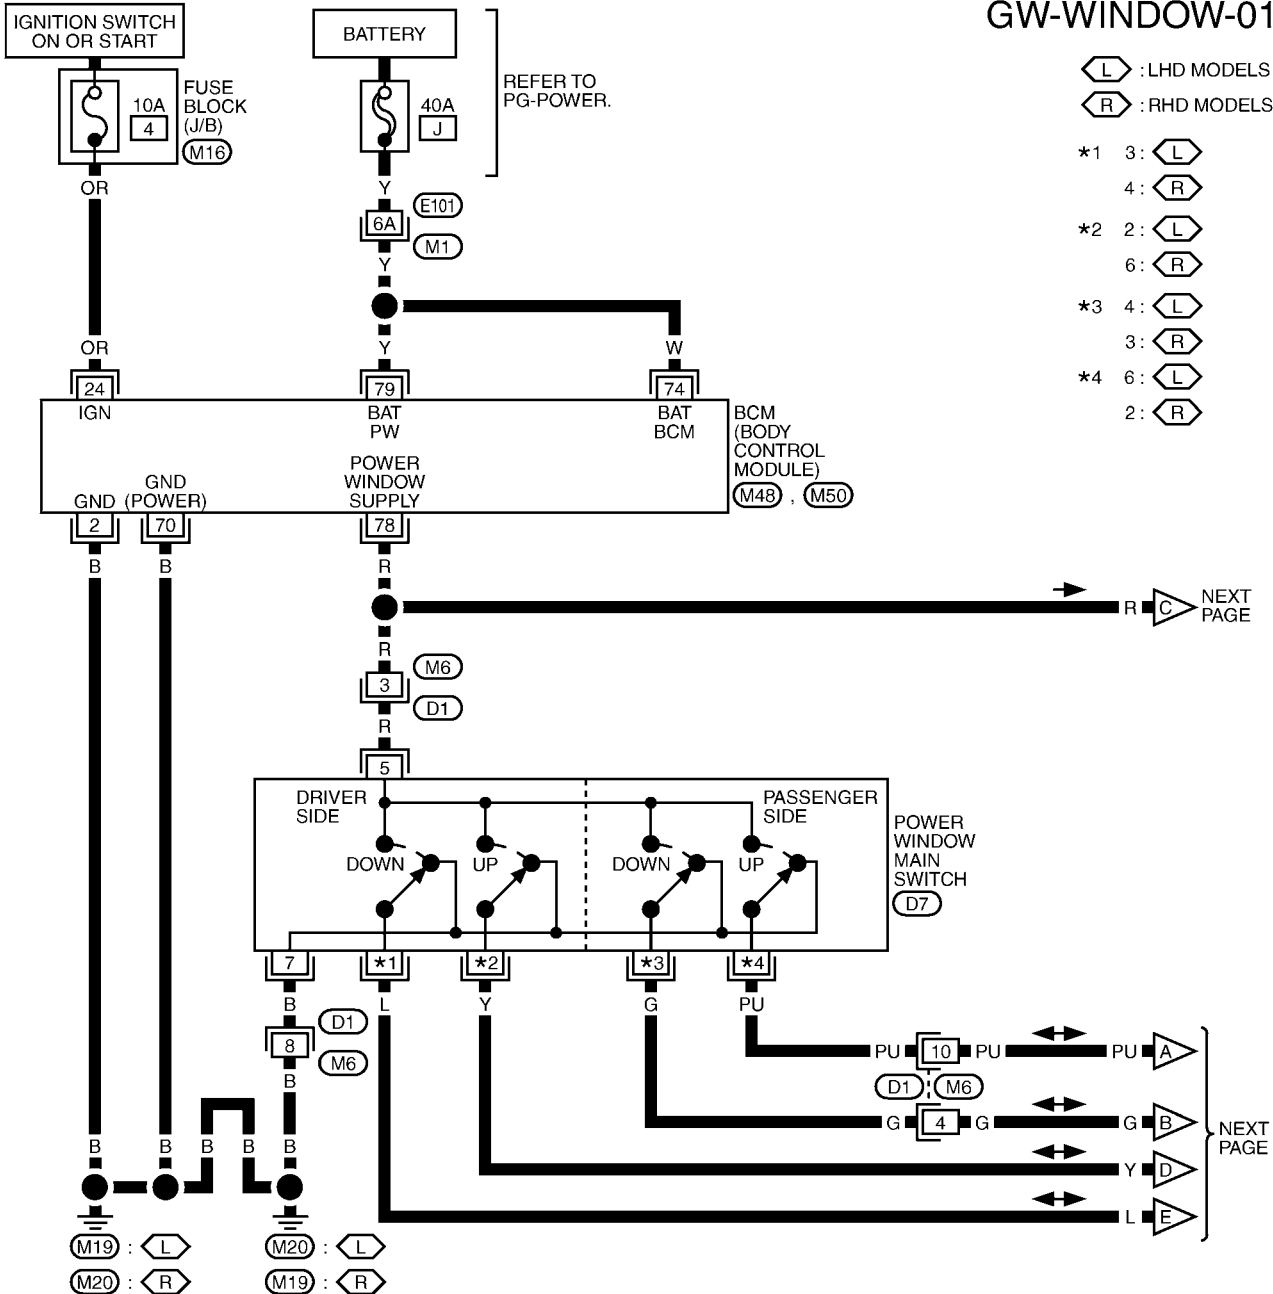 GW-WINDOW-01
IGNITION SWITCH
ON OR START
BATTERY
REFER TO
PG-POWER.
10A
4
FUSE
BLOCK
(J/B)
M16
40A
J
L : LHD MODELS
R : RHD MODELS
*1 3: L
4: R
*2 2: L
6: R
*3 4: L
3: R
*4 6: L
2: R
OR
Y
E101
6A
M1
Y
OR
Y
W
24
79
74
IGN
BAT
PW
BAT
BCM
BCM
(BODY
CONTROL
MODULE)
M48 , M50
POWER
WINDOW
SUPPLY
GND
GND
(POWER)
2
70
78
B
B
R
R C
NEXT
PAGE
R
M6
3
D1
R
5
DRIVER
SIDE
PASSENGER
SIDE
DOWN
UP
DOWN
UP
POWER
WINDOW
MAIN
SWITCH
D7
7
*1
*2
*3
*4
B
L
Y
G
PU
D1
8
M6
B
PU 10 PU PU A
D1 M6
G 4 G G B
Y D
L E
NEXT
PAGE
B
B
B
B
B
M19 : L
M20 : R
M20 : L
M19 : R